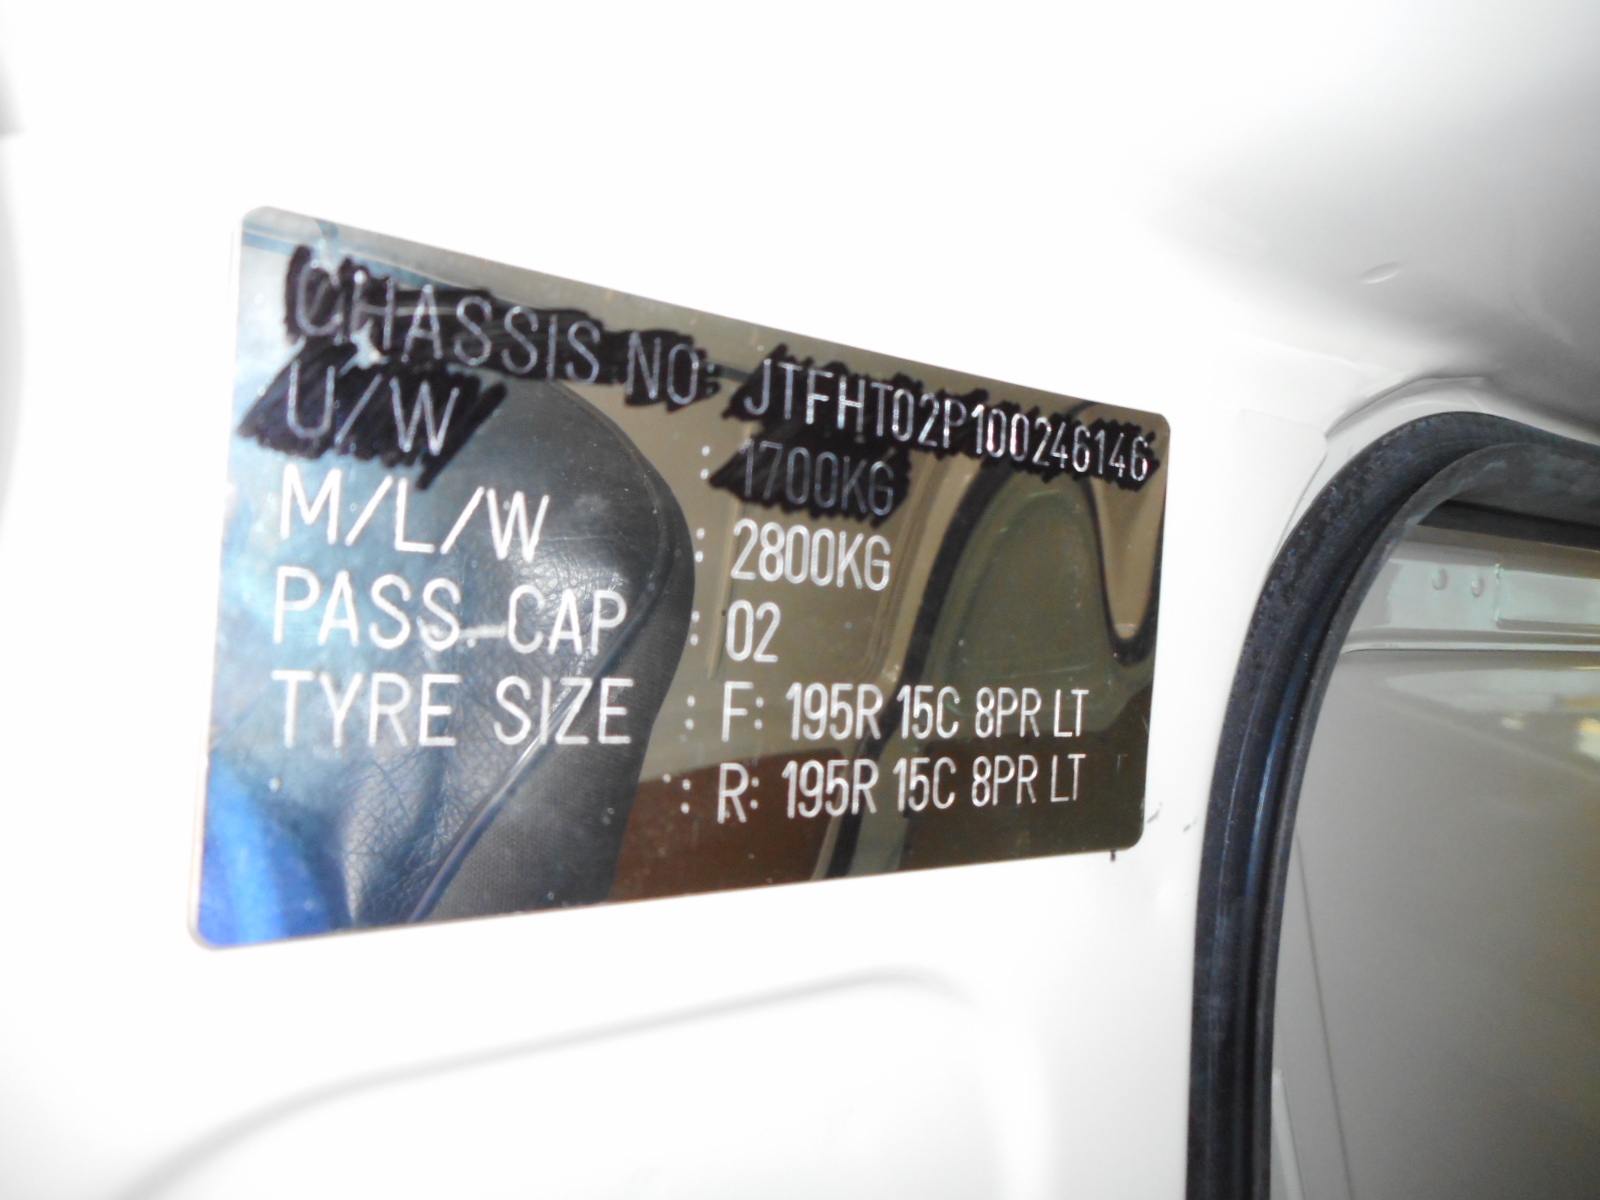 CHASSIS NO: JTFHT02P100246146
U/W : 1700KG
M/L/W : 2800KG
PASS. CAP : 02
TYRE SIZE : F: 195R 15C 8PR LT
: R: 195R 15C 8PR LT